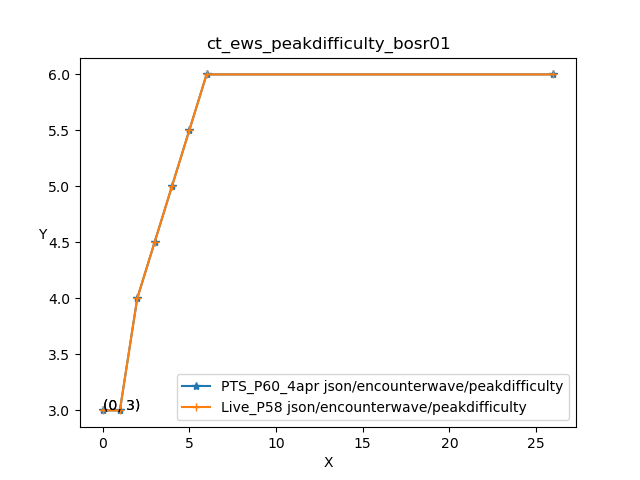 ct_ews_peakdifficulty_bosr01
6.0
5.5
5.0
Y
4.5
4.0
3.5
3.0
(0, 3)
PTS_P60_4apr json/encounterwave/peakdifficulty
Live_P58 json/encounterwave/peakdifficulty
0 5 10 15 20 25
X